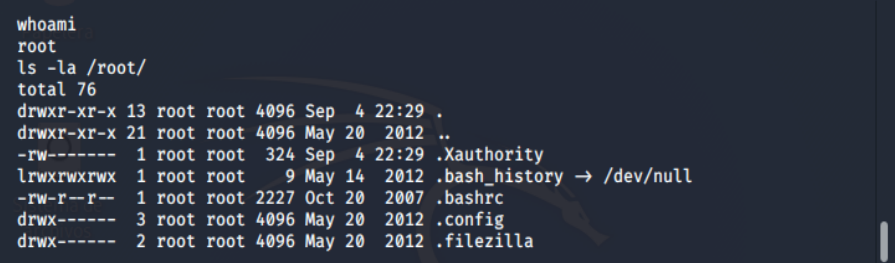 whoami
root
ls -la /root/
total 76
drwxr-xr-x 13 root root 4096 Sep  4 22:29 .
drwxr-xr-x 21 root root 4096 May 20  2012 ..
-rw-------  1 root root  324 Sep  4 22:29 .Xauthority
lrwxrwxrwx  1 root root    9 May 14  2012 .bash_history → /dev/null
-rw-r--r--  1 root root 2227 Oct 20  2007 .bashrc
drwx------  3 root root 4096 May 20  2012 .config
drwx------  2 root root 4096 May 20  2012 .filezilla